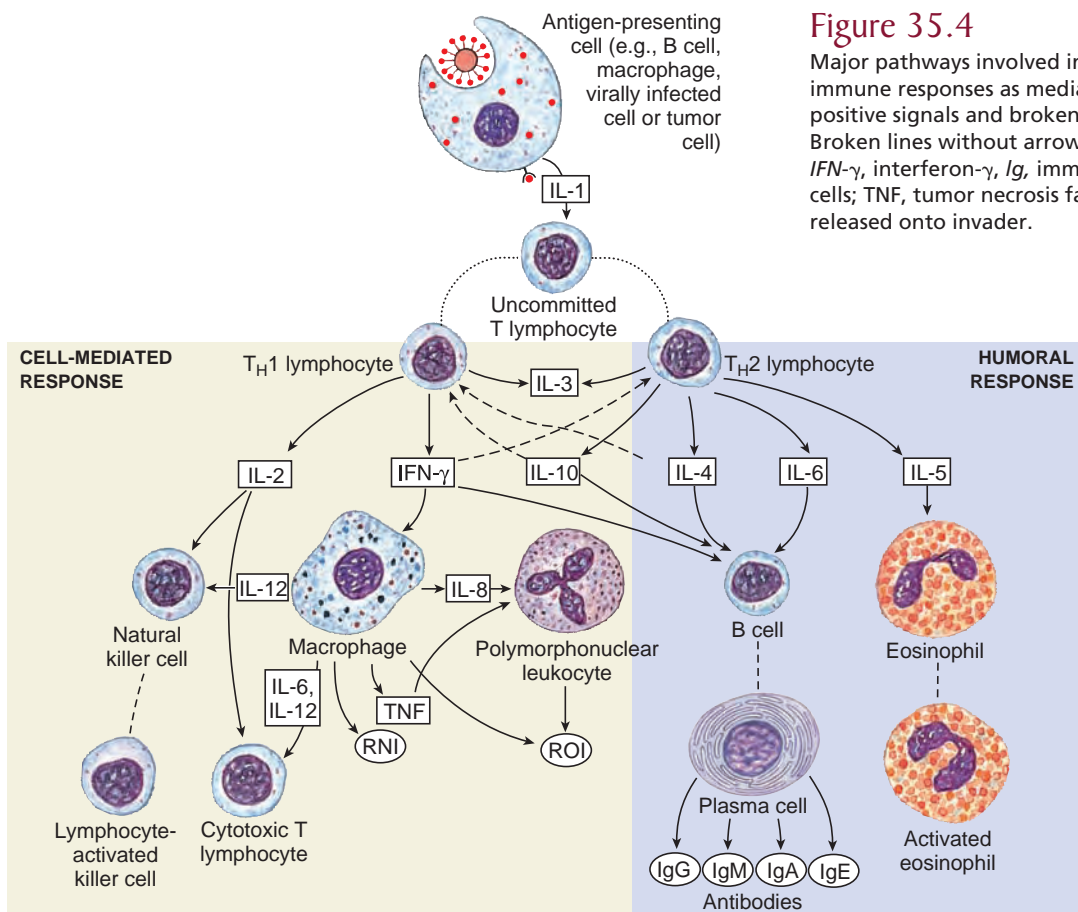 Antigen-presenting
cell (e.g., B cell,
macrophage,
virally infected
cell or tumor
cell)
Figure 35.4
Major pathways involved in
immune responses as media
positive signals and broken
Broken lines without arrow
IFN-γ, interferon-γ, Ig, imm
cells; TNF, tumor necrosis fa
released onto invader.
IL-1
Uncommitted
T lymphocyte
CELL-MEDIATED
RESPONSE
TH1 lymphocyte
IL-3
TH2 lymphocyte
HUMORAL
RESPONSE
IL-2
IFN-γ
IL-10
IL-4
IL-6
IL-5
IL-12
IL-8
Natural
killer cell
Macrophage
Polymorphonuclear
leukocyte
B cell
Eosinophil
IL-6,
IL-12
TNF
RNI
ROI
Lymphocyte-
activated
killer cell
Cytotoxic T
lymphocyte
Plasma cell
Activated
eosinophil
IgG
IgM
IgA
IgE
Antibodies